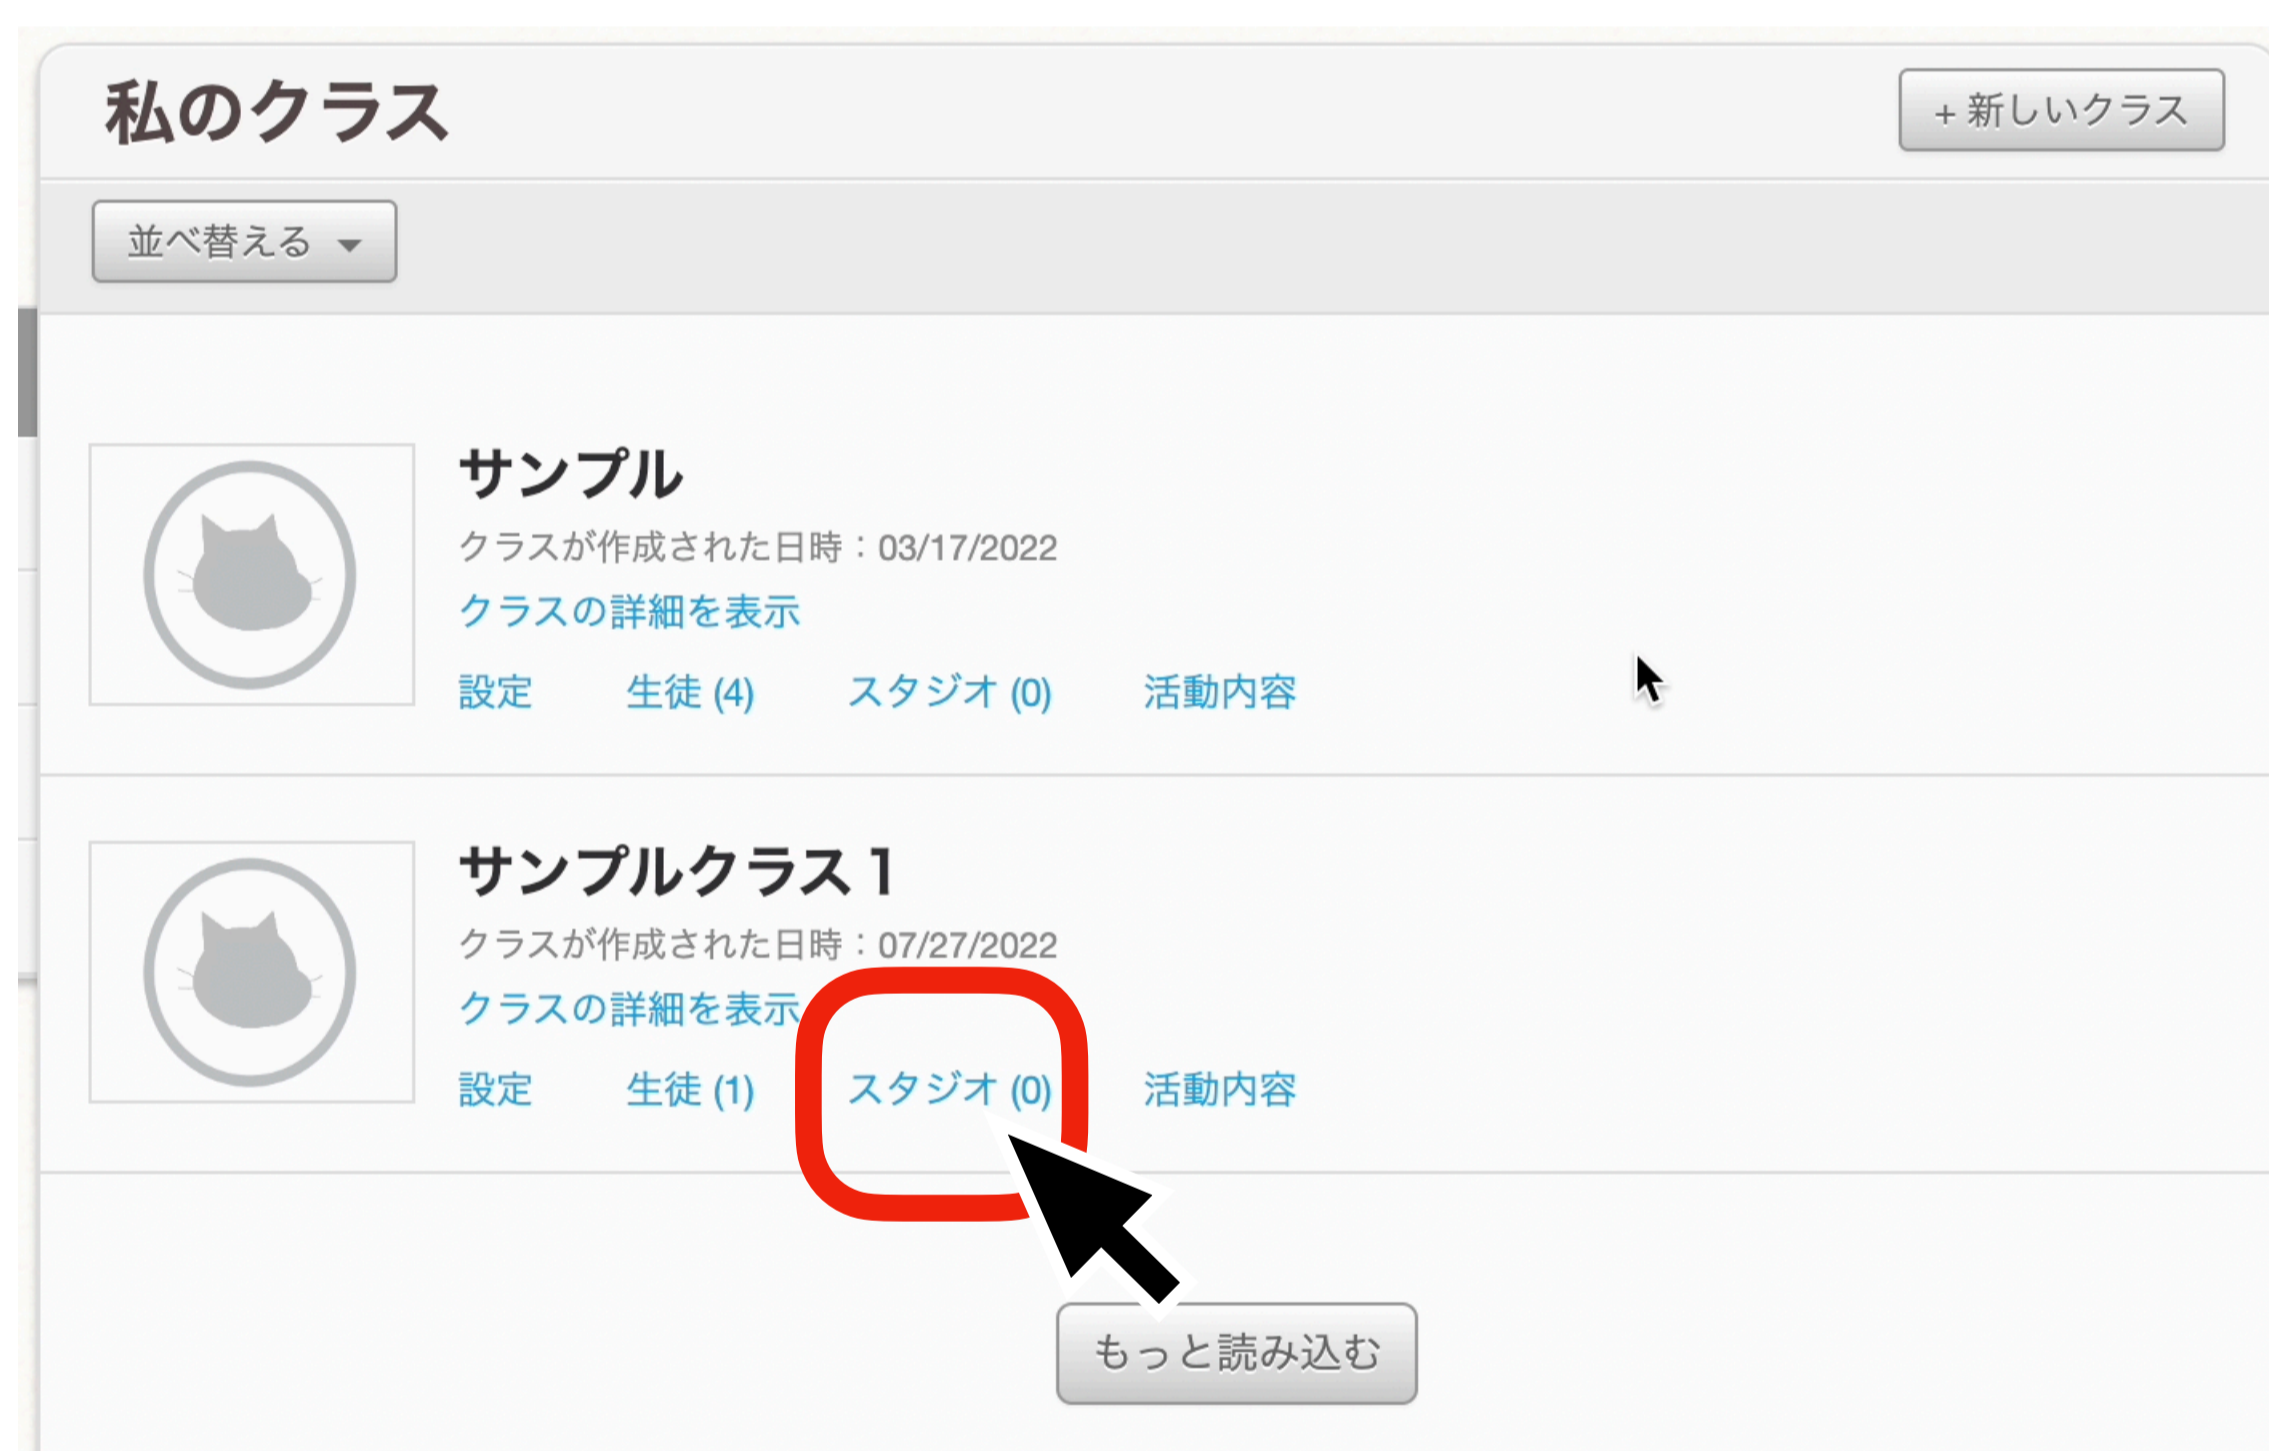 私のクラス
+ 新しいクラス
並べ替える
サンプル
クラスが作成された日時：03/17/2022
クラスの詳細を表示
設定 生徒 (4) スタジオ (0) 活動内容
サンプルクラス 1
クラスが作成された日時：07/27/2022
クラスの詳細を表示
設定 生徒 (1) スタジオ (0) 活動内容
もっと読み込む